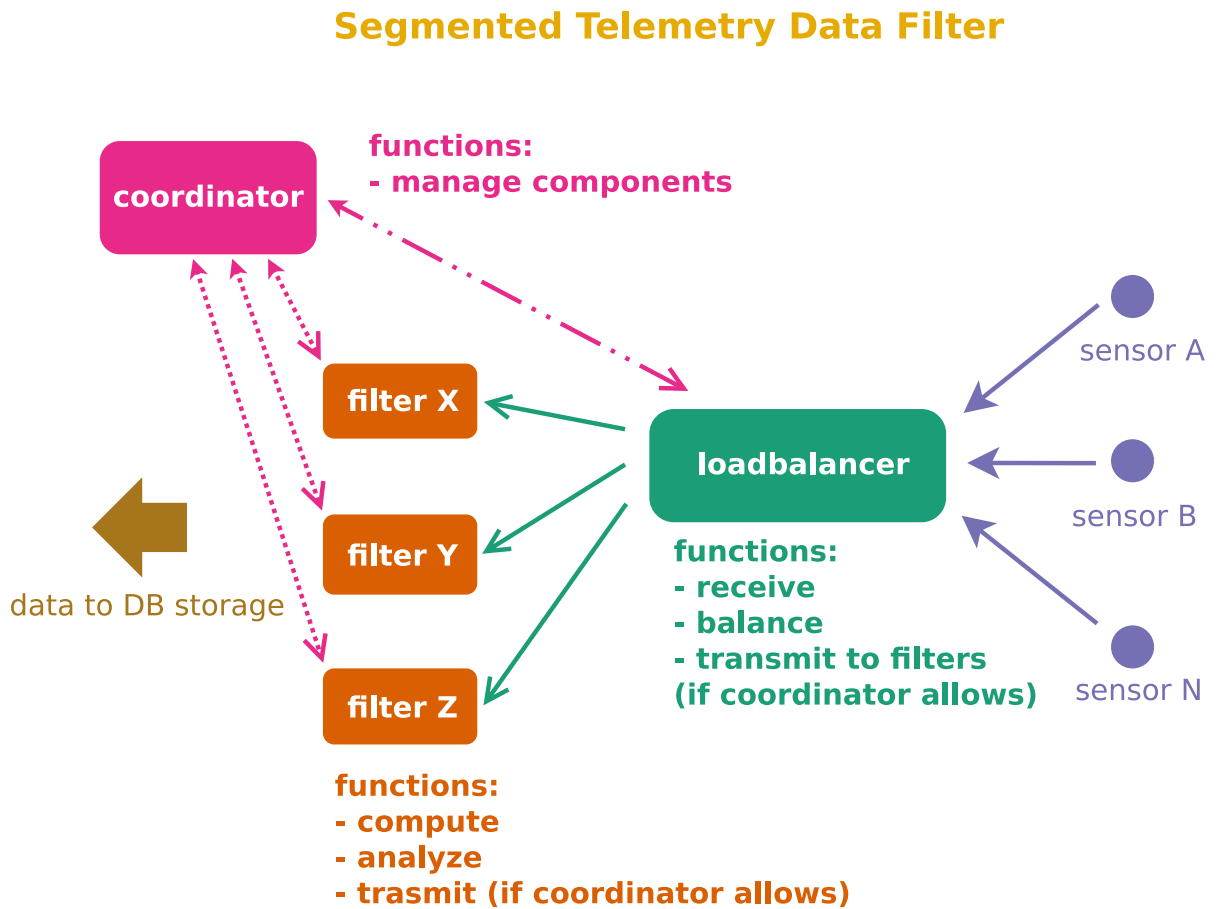 Segmented Telemetry Data Filter
functions:
- manage components
coordinator
sensor A
filter X
loadbalancer
sensor B
filter Y
functions:
- receive
- balance
- transmit to filters
(if coordinator allows)
data to DB storage
sensor N
filter Z
functions:
- compute
- analyze
- trasmit (if coordinator allows)